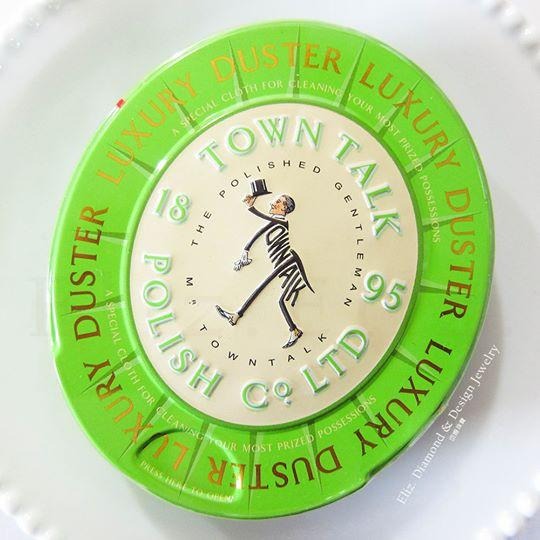 LUXURY DUSTER LUXURY DUSTER LUXURY DUSTER LUXURY DUSTER
A SPECIAL CLOTH FOR CLEANING YOUR MOST PRIZED POSSESSIONS
A SPECIAL CLOTH FOR CLEANING YOUR MOST PRIZED POSSESSIONS
TOWN TALK
18 95
POLISH Cº LTD
THE POLISHED GENTLEMAN
Mʳ TOWNTALK
TOWNTALK
PRESS HERE TO OPEN!
Eliz. Diamond & Design Jewelry